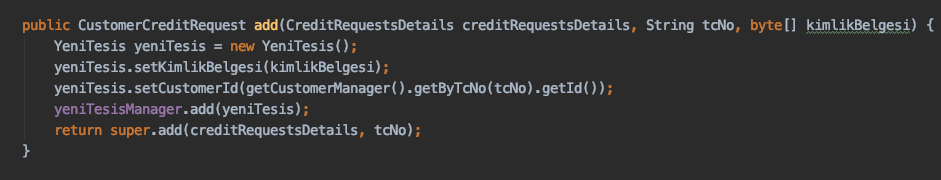 public CustomerCreditRequest add(CreditRequestsDetails creditRequestsDetails, String tcNo, byte[] kimlikBelgesi) {
    YeniTesis yeniTesis = new YeniTesis();
    yeniTesis.setKimlikBelgesi(kimlikBelgesi);
    yeniTesis.setCustomerId(getCustomerManager().getByTcNo(tcNo).getId());
    yeniTesisManager.add(yeniTesis);
    return super.add(creditRequestsDetails, tcNo);
}